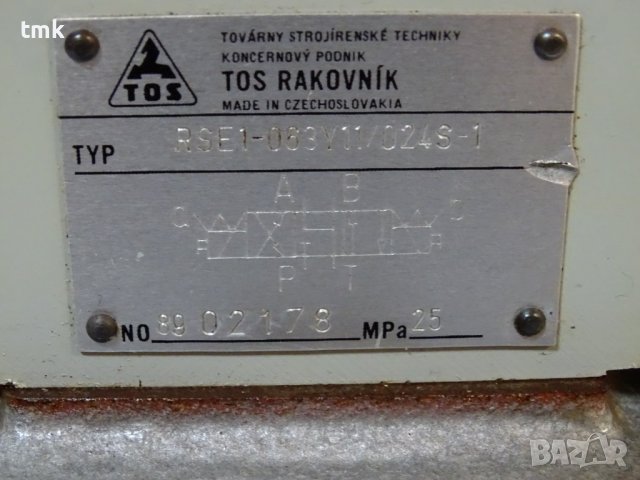 tmk
TOS
TOVÁRNY STROJÍRENSKÉ TECHNIKY
KONCERNOVÝ PODNIK
TOS RAKOVNÍK
MADE IN CZECHOSLOVAKIA
TYP RSE1-063Y11/024S-1
A B
P T
NO 89 02178 MPa 25
BAZAR